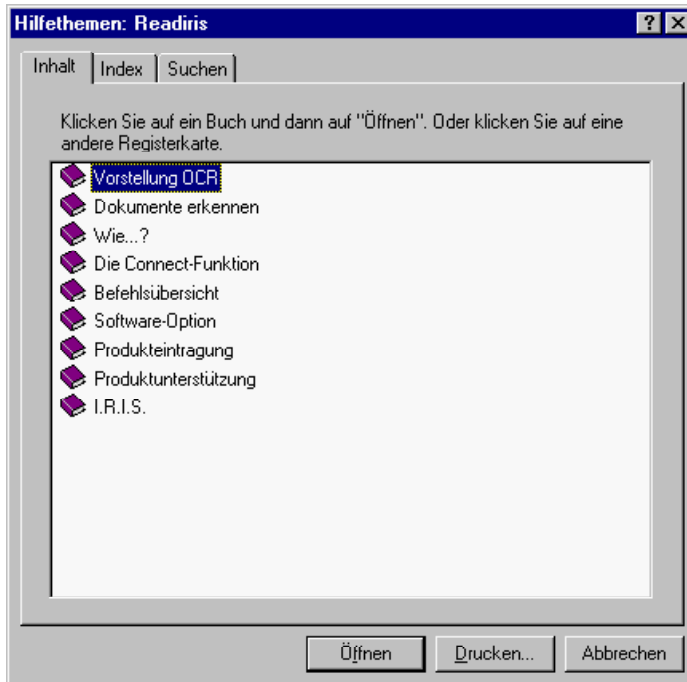 Hilfethemen: Readiris
Inhalt Index Suchen
Klicken Sie auf ein Buch und dann auf "Öffnen". Oder klicken Sie auf eine
andere Registerkarte.
Vorstellung OCR
Dokumente erkennen
Wie...?
Die Connect-Funktion
Befehlsübersicht
Software-Option
Produkteintragung
Produktunterstützung
I.R.I.S.
Öffnen Drucken... Abbrechen